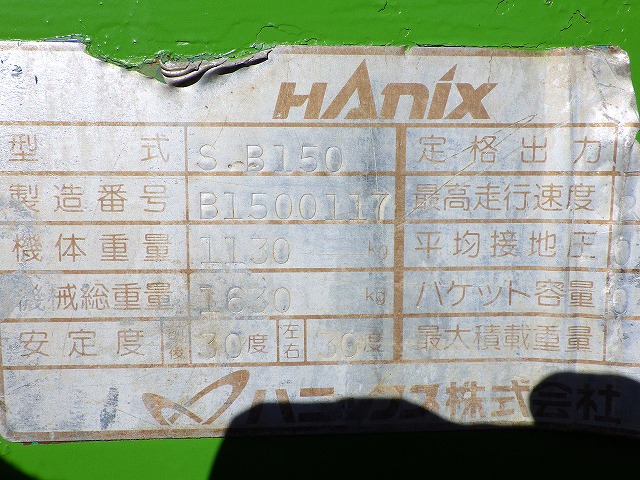 HANIX
型式 S.B150 定格出力
製造番号 B1500117 最高走行速度
機体重量 1130 kg 平均接地圧 0
機械総重量 1630 kg バケット容量 0
安定度 前後 30度 左右 30度 最大積載重量
ハニックス株式会社